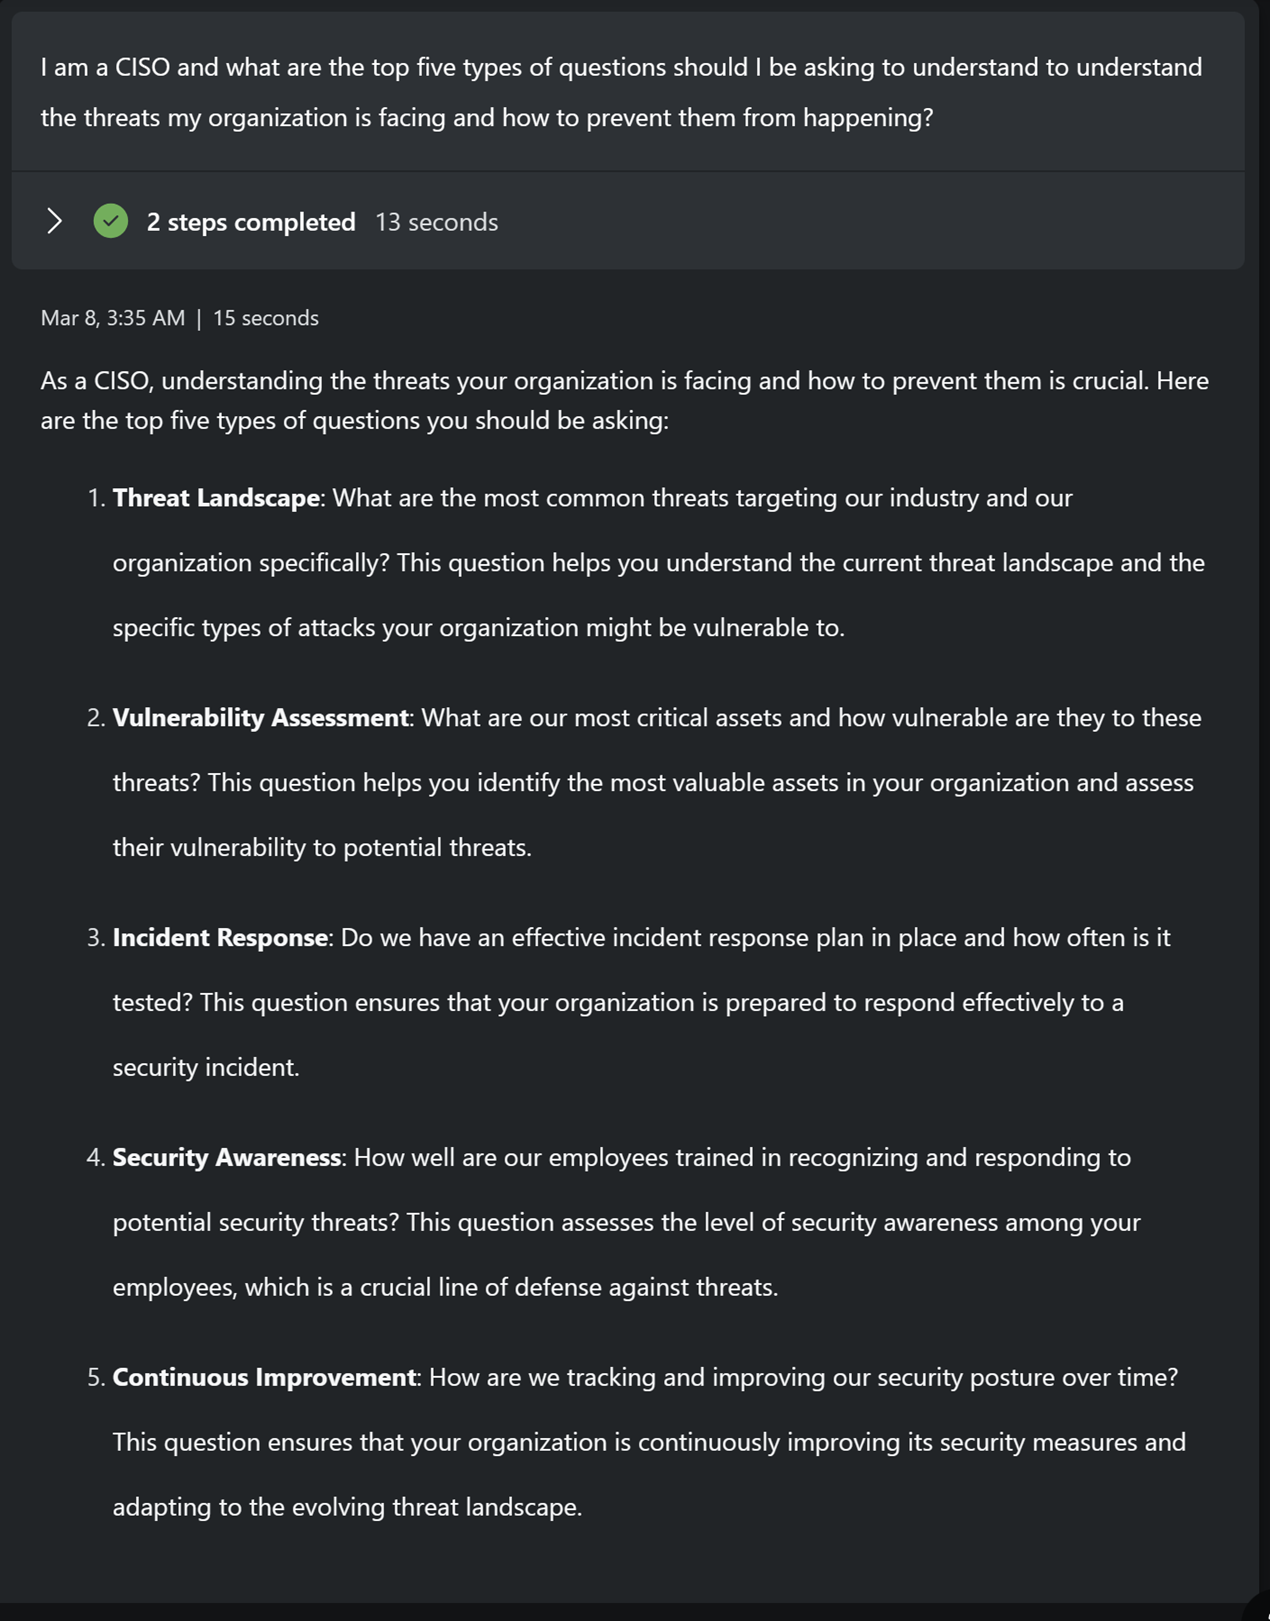 I am a CISO and what are the top five types of questions should I be asking to understand to understand
the threats my organization is facing and how to prevent them from happening?
2 steps completed 13 seconds
Mar 8, 3:35 AM | 15 seconds
As a CISO, understanding the threats your organization is facing and how to prevent them is crucial. Here
are the top five types of questions you should be asking:
1. Threat Landscape: What are the most common threats targeting our industry and our
organization specifically? This question helps you understand the current threat landscape and the
specific types of attacks your organization might be vulnerable to.
2. Vulnerability Assessment: What are our most critical assets and how vulnerable are they to these
threats? This question helps you identify the most valuable assets in your organization and assess
their vulnerability to potential threats.
3. Incident Response: Do we have an effective incident response plan in place and how often is it
tested? This question ensures that your organization is prepared to respond effectively to a
security incident.
4. Security Awareness: How well are our employees trained in recognizing and responding to
potential security threats? This question assesses the level of security awareness among your
employees, which is a crucial line of defense against threats.
5. Continuous Improvement: How are we tracking and improving our security posture over time?
This question ensures that your organization is continuously improving its security measures and
adapting to the evolving threat landscape.